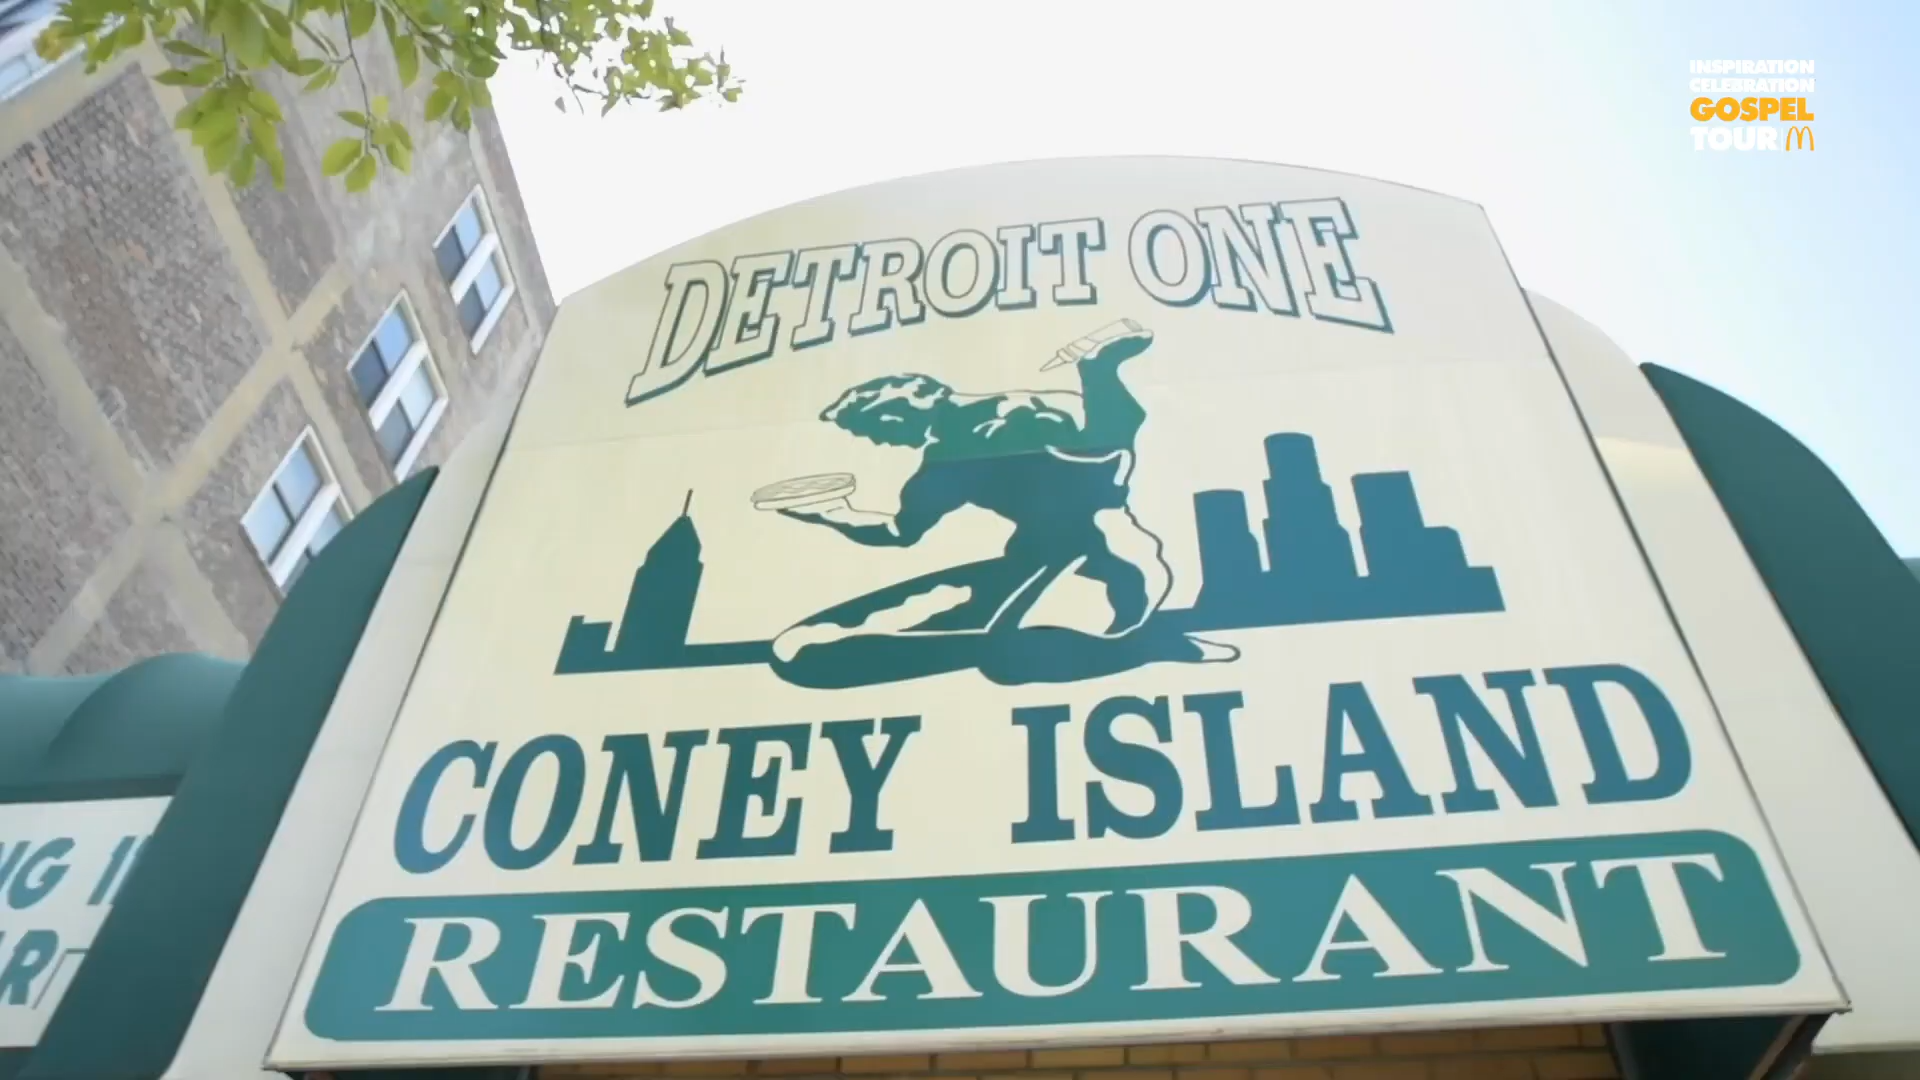 INSPIRATION
CELEBRATION
GOSPEL
TOUR
DETROIT ONE
CONEY ISLAND
RESTAURANT